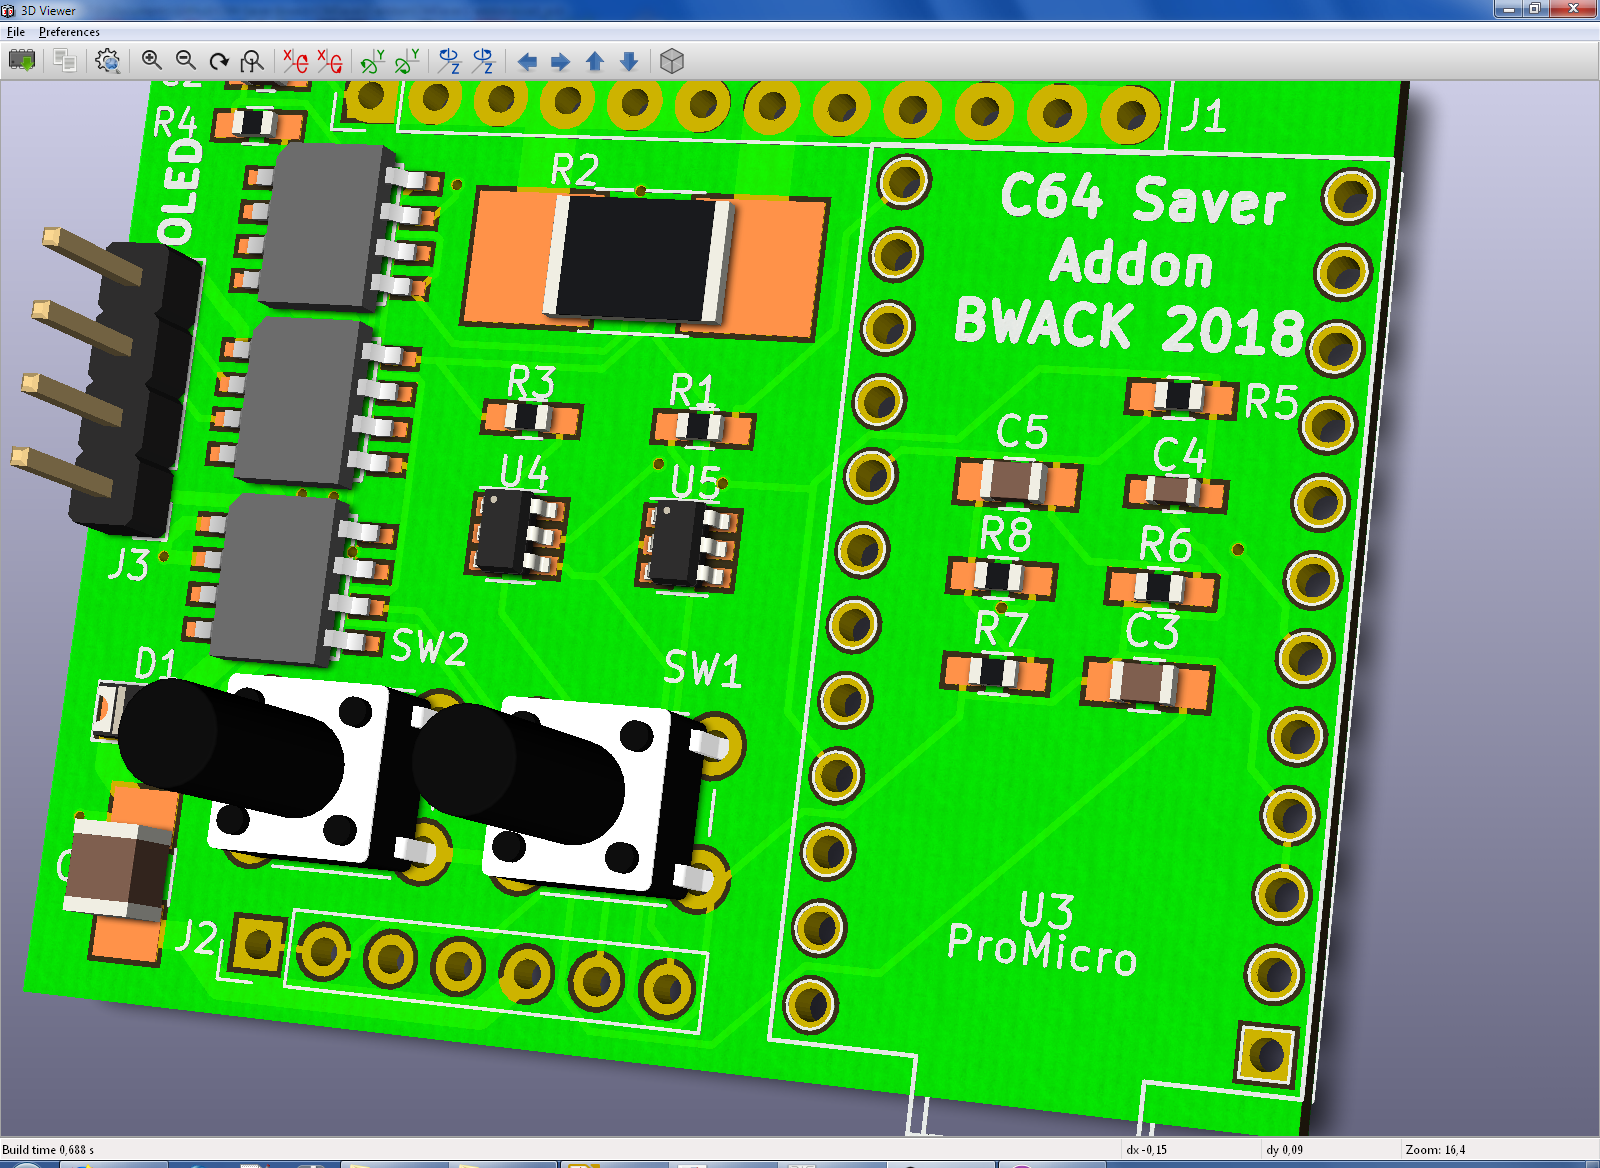 3D Viewer
File Preferences
J1
R4
OLED
R2
C64 Saver
Addon
BWACK 2018
R3
R1
R5
C5
C4
U4
U5
R8
R6
J3
R7
C3
SW2
SW1
D1
U3
ProMicro
J2
Build time 0,688 s
dx -0,15
dy 0,09
Zoom: 16,4